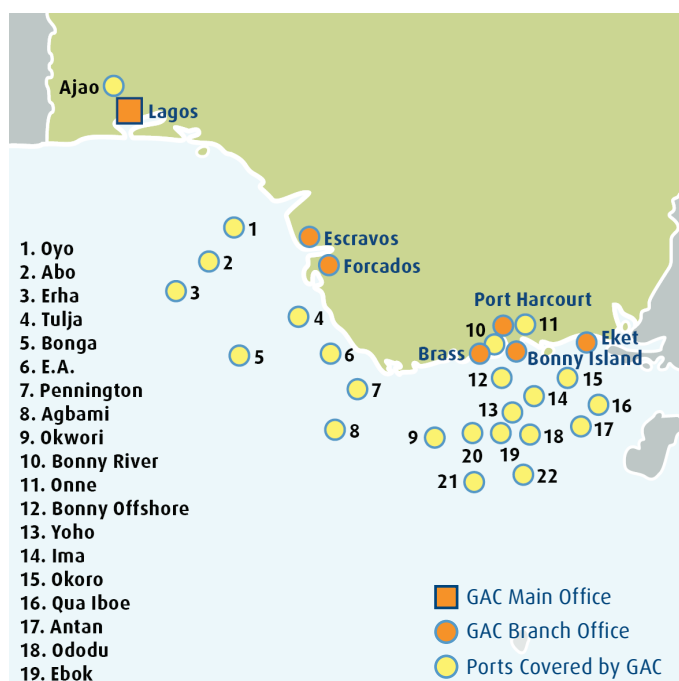 Ajao
Lagos
1
Escravos
2
Forcados
3
1. Oyo
2. Abo
3. Erha
4. Tulja
5. Bonga
6. E.A.
7. Pennington
8. Agbami
9. Okwori
10. Bonny River
11. Onne
12. Bonny Offshore
13. Yoho
14. Ima
15. Okoro
16. Qua Iboe
17. Antan
18. Ododu
19. Ebok
4
5
6
7
8
Port Harcourt
10
11
Eket
Brass
Bonny Island
12
15
14
16
13
17
9
20
19
18
21
22
GAC Main Office
GAC Branch Office
Ports Covered by GAC